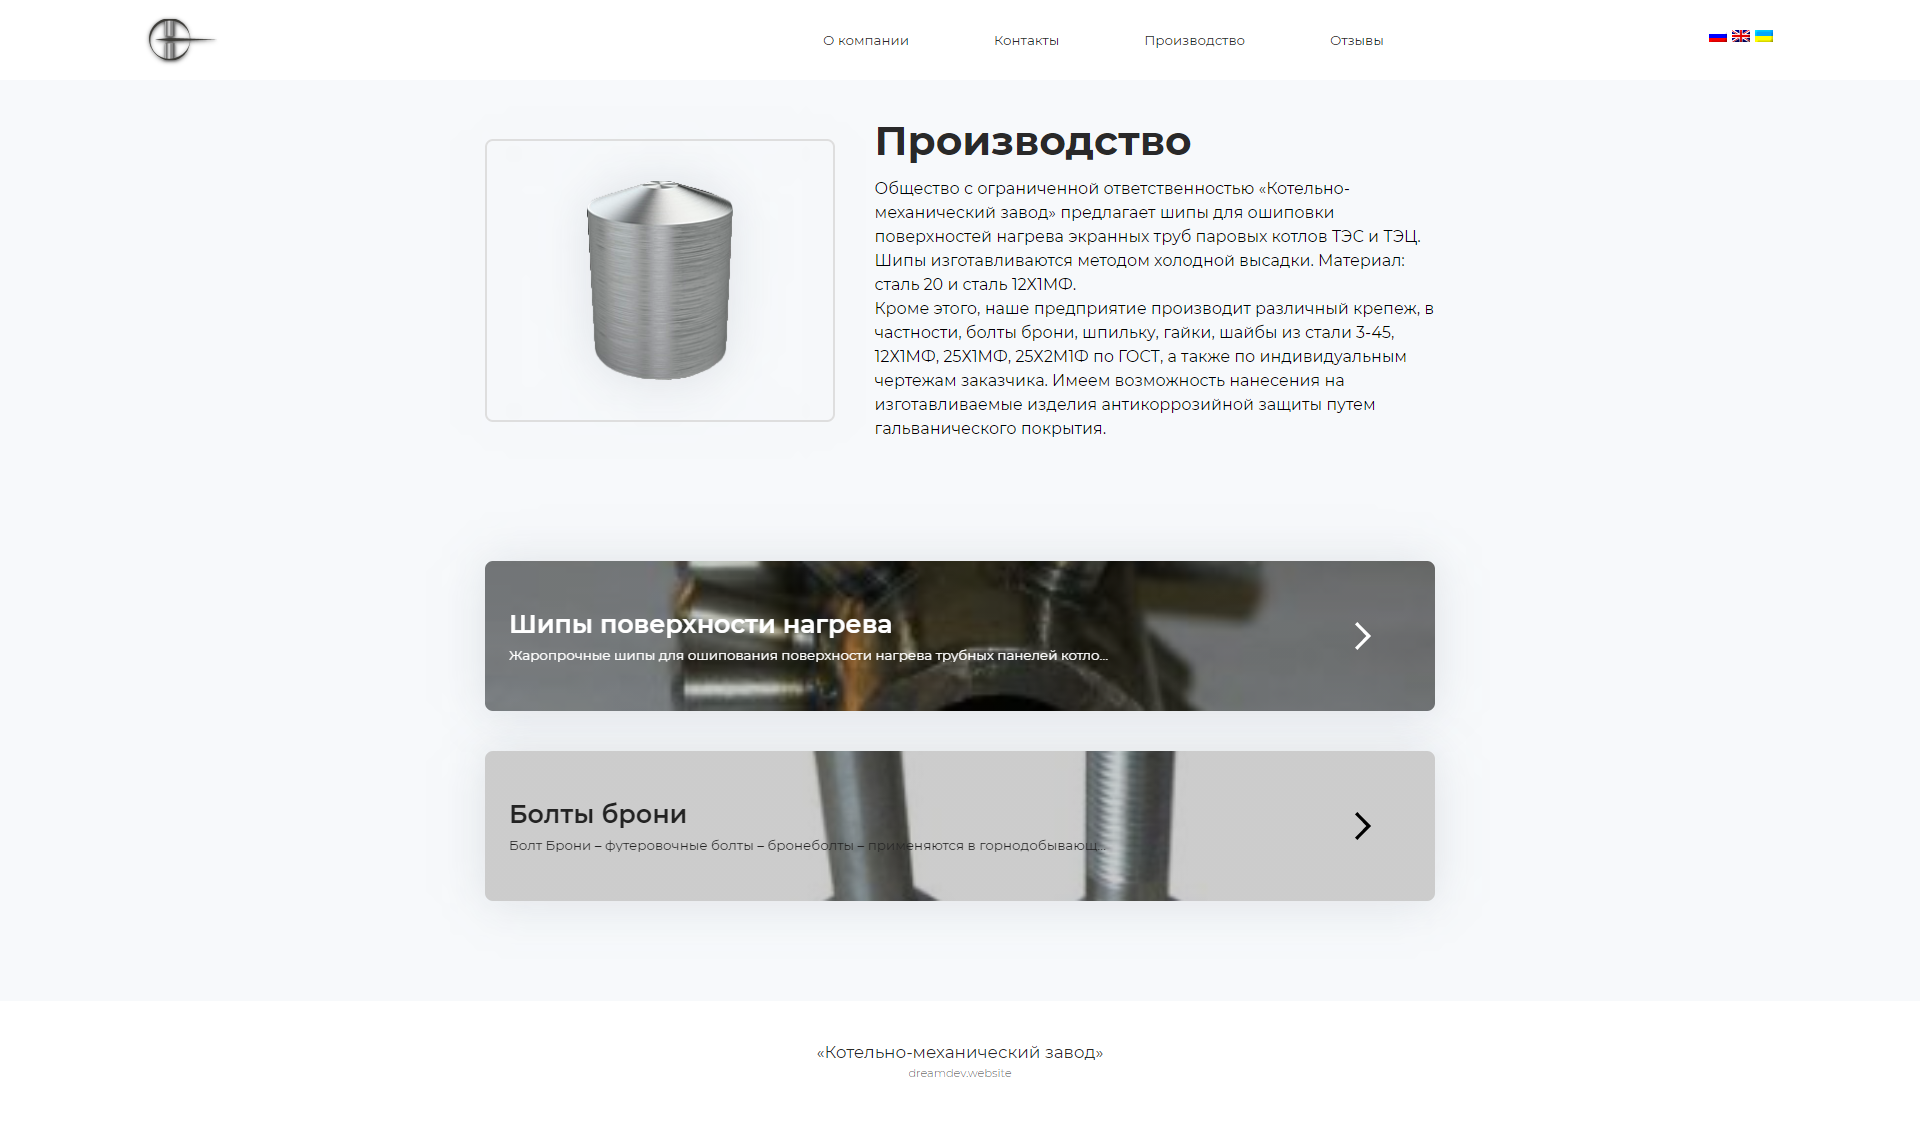 О компании
Контакты
Производство
Отзывы
Производство
Общество с ограниченной ответственностью «Котельно-
механический завод» предлагает шипы для ошиповки
поверхностей нагрева экранных труб паровых котлов ТЭС и ТЭЦ.
Шипы изготавливаются методом холодной высадки. Материал:
сталь 20 и сталь 12Х1МФ.
Кроме этого, наше предприятие производит различный крепеж, в
частности, болты брони, шпильку, гайки, шайбы из стали 3-45,
12Х1МФ, 25Х1МФ, 25Х2М1Ф по ГОСТ, а также по индивидуальным
чертежам заказчика. Имеем возможность нанесения на
изготавливаемые изделия антикоррозийной защиты путем
гальванического покрытия.
Шипы поверхности нагрева
Жаропрочные шипы для ошипования поверхности нагрева трубных панелей котло...
Болты брони
Болт Брони – футеровочные болты – бронеболты – применяются в горнодобывающ...
«Котельно-механический завод»
dreamdev.website